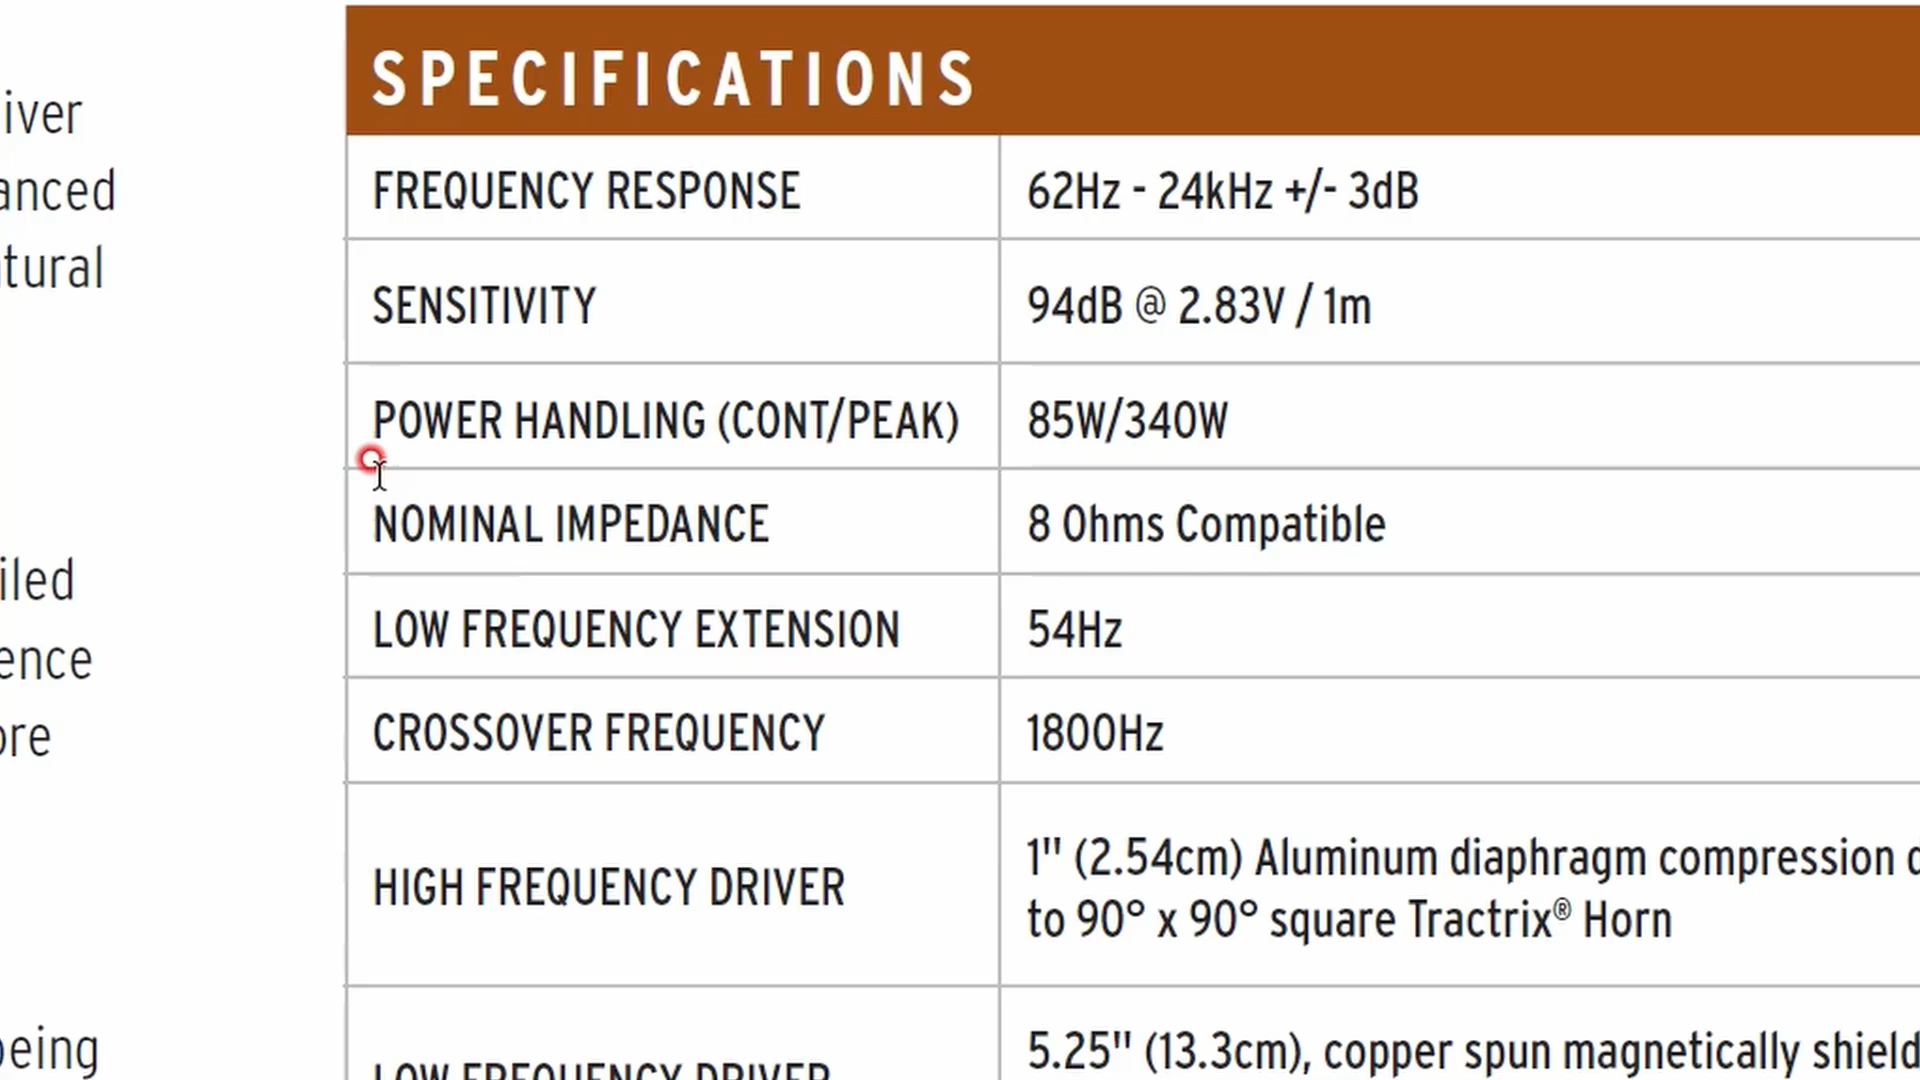 SPECIFICATIONS
iver
anced
tural
iled
ence
ore
being
FREQUENCY RESPONSE 62Hz - 24kHz +/- 3dB
SENSITIVITY 94dB @ 2.83V / 1m
POWER HANDLING (CONT/PEAK) 85W/340W
NOMINAL IMPEDANCE 8 Ohms Compatible
LOW FREQUENCY EXTENSION 54Hz
CROSSOVER FREQUENCY 1800Hz
HIGH FREQUENCY DRIVER 1" (2.54cm) Aluminum diaphragm compression
to 90° x 90° square Tractrix® Horn
LOW FREQUENCY DRIVER 5.25" (13.3cm), copper spun magnetically shield